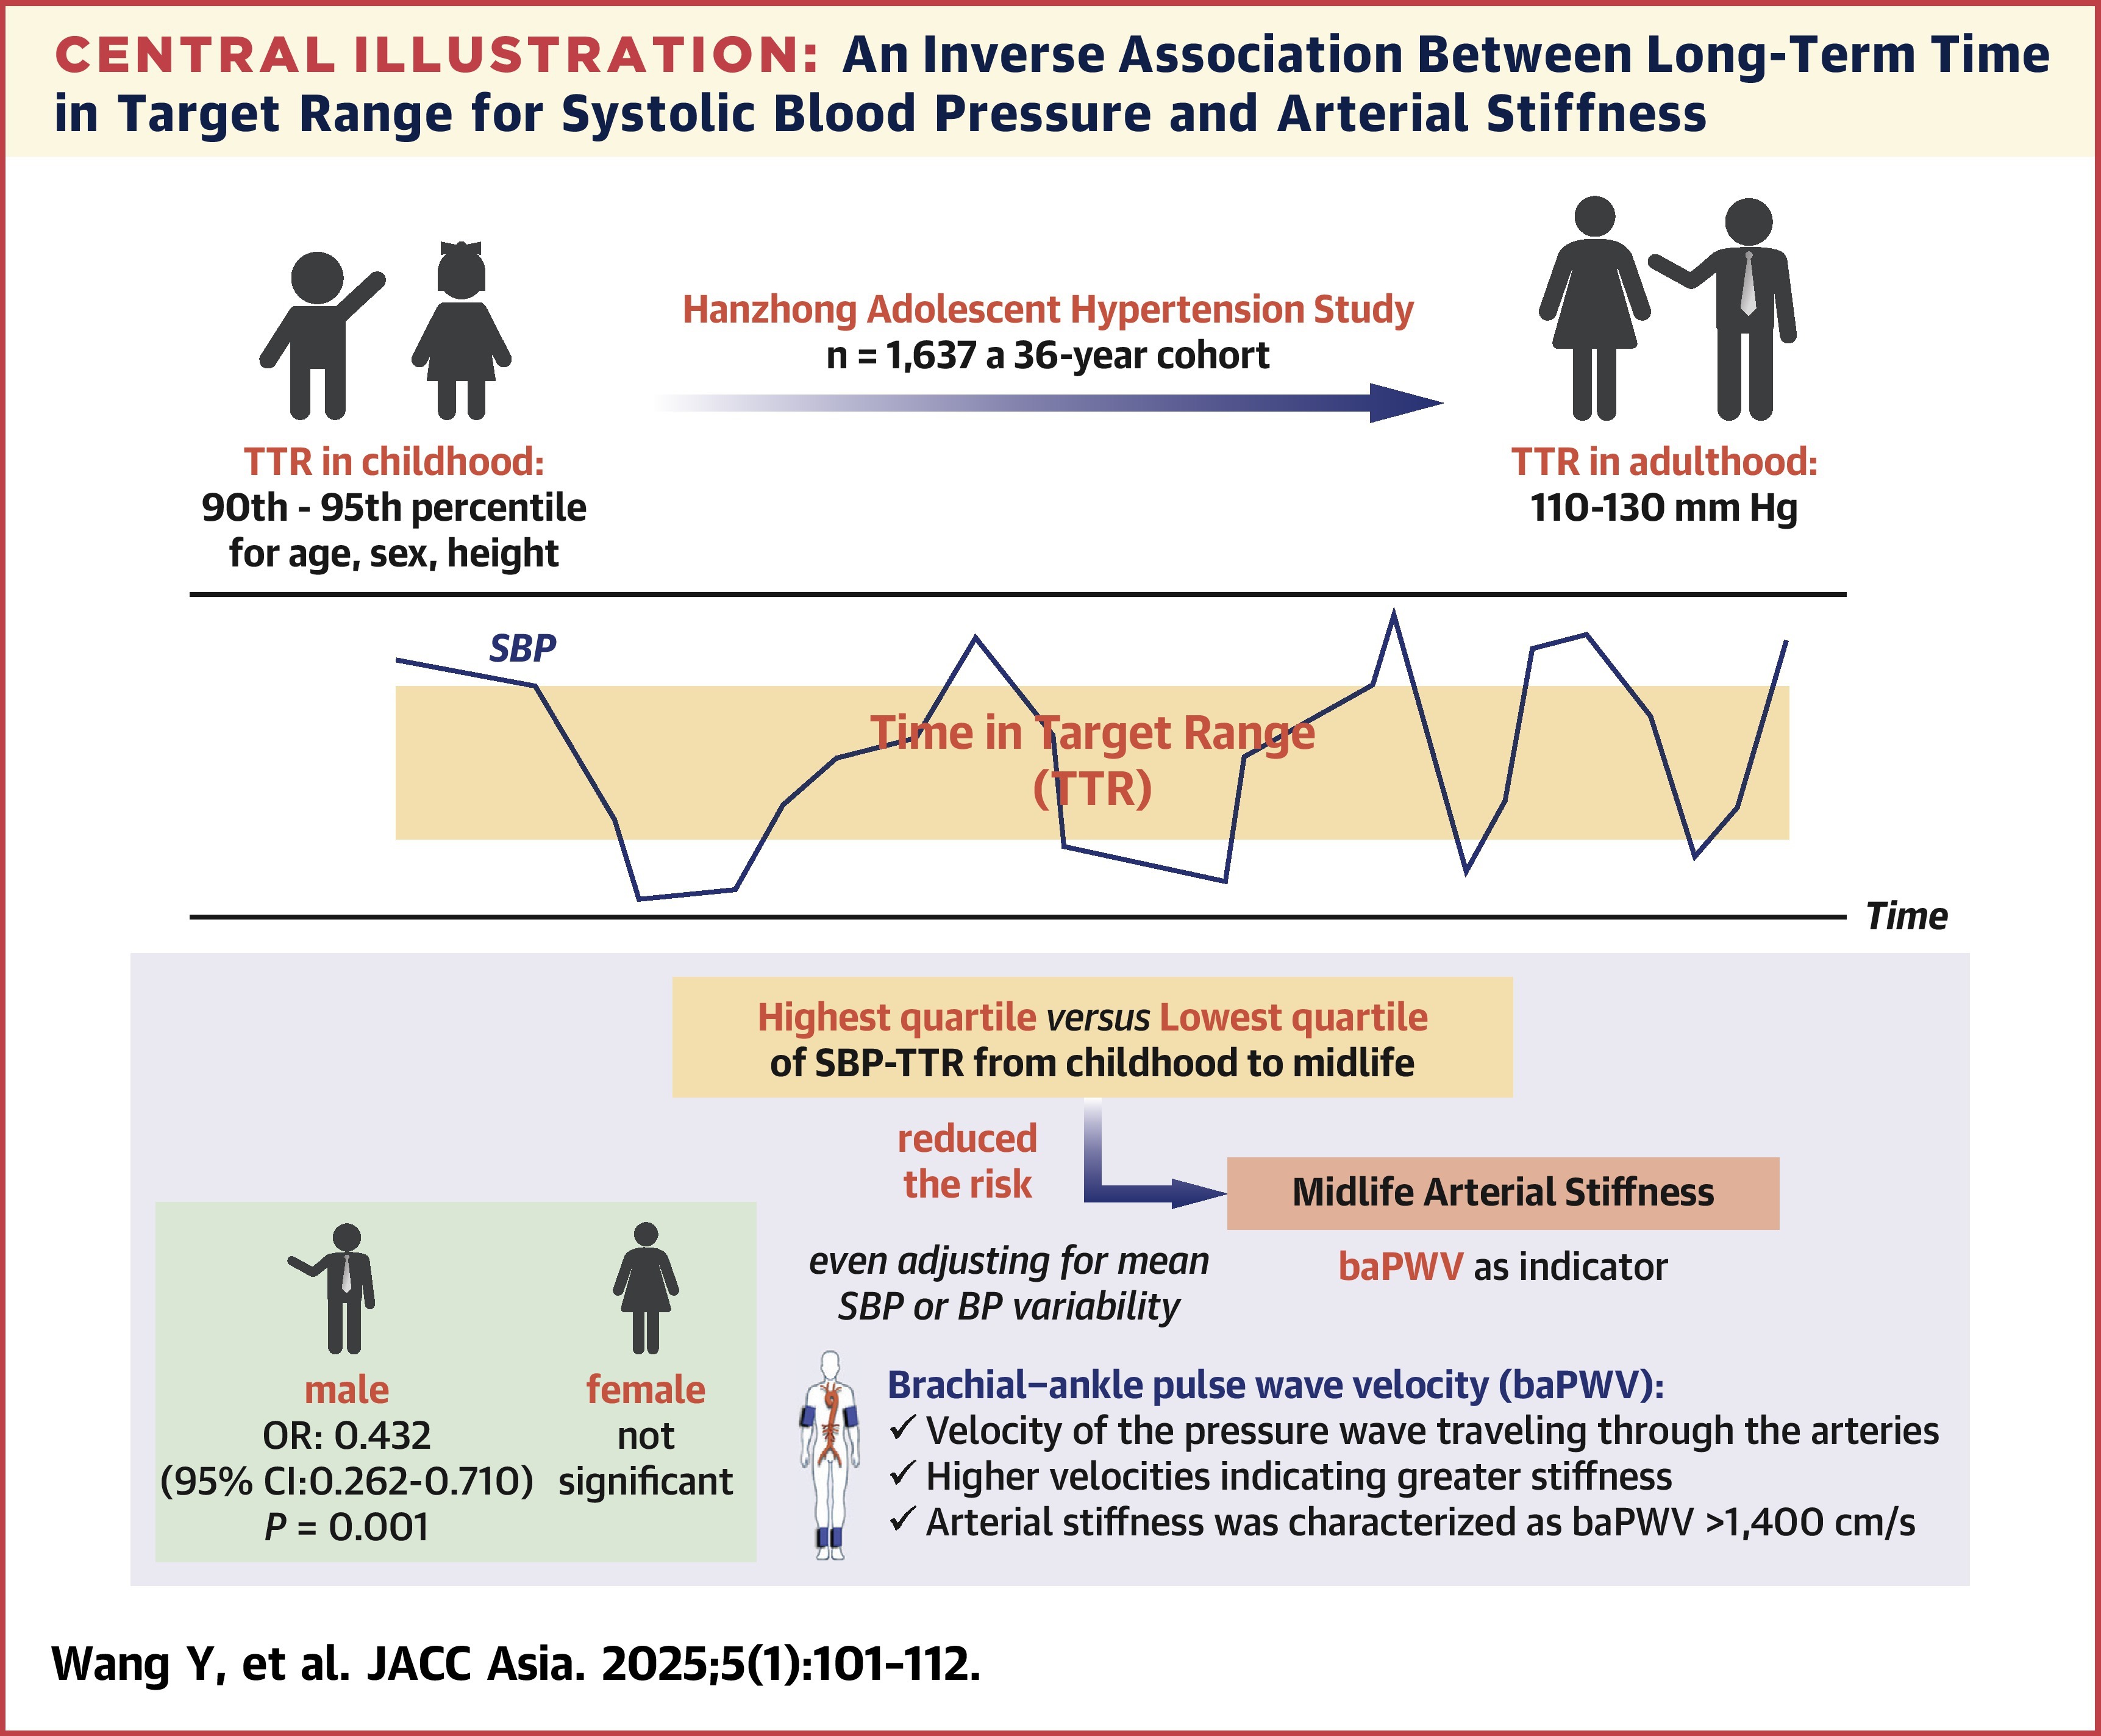 CENTRAL ILLUSTRATION: An Inverse Association Between Long-Term Time
in Target Range for Systolic Blood Pressure and Arterial Stiffness
Hanzhong Adolescent Hypertension Study
n = 1,637 a 36-year cohort
TTR in childhood:
90th - 95th percentile
for age, sex, height
TTR in adulthood:
110-130 mm Hg
SBP
Time in Target Range
(TTR)
Time
Highest quartile versus Lowest quartile
of SBP-TTR from childhood to midlife
reduced
the risk
Midlife Arterial Stiffness
even adjusting for mean
SBP or BP variability
baPWV as indicator
male
OR: 0.432
(95% CI:0.262-0.710)
P = 0.001
female
not
significant
Brachial–ankle pulse wave velocity (baPWV):
✓ Velocity of the pressure wave traveling through the arteries
✓ Higher velocities indicating greater stiffness
✓ Arterial stiffness was characterized as baPWV >1,400 cm/s
Wang Y, et al. JACC Asia. 2025;5(1):101–112.